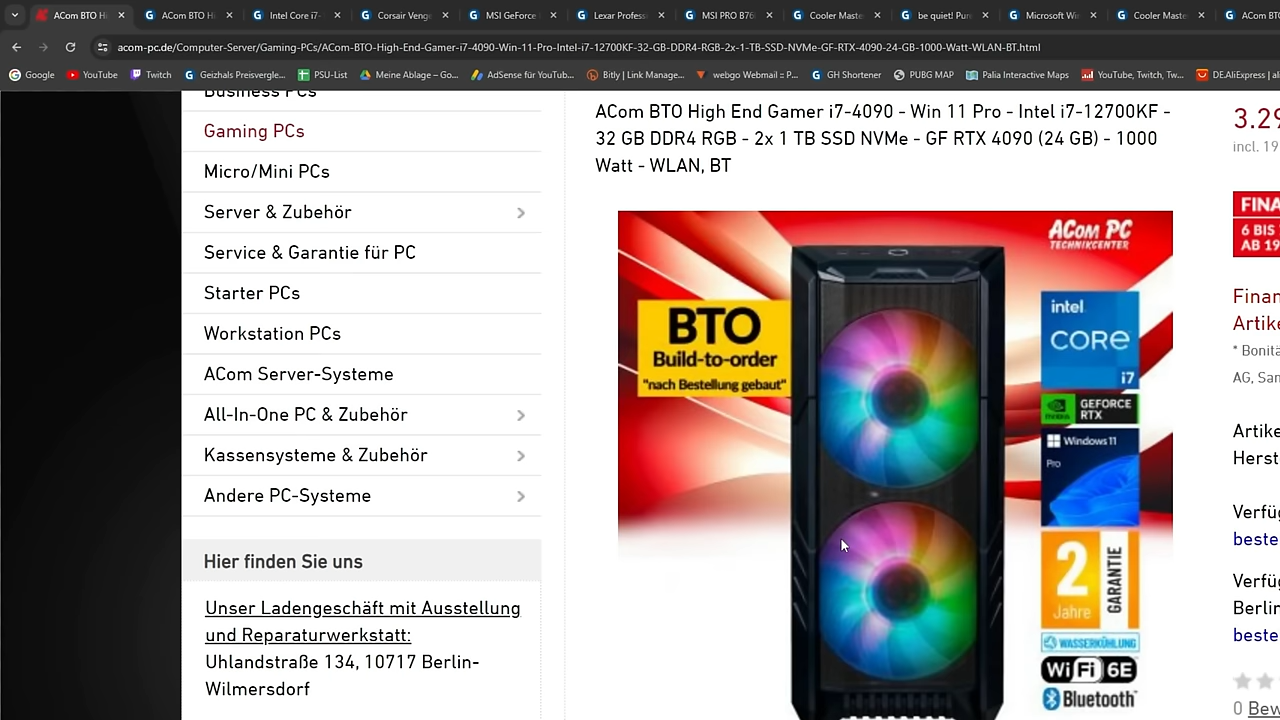 ACom BTO Hi
ACom BTO H
Intel Core i7-
Corsair Venge
MSI GeForce
Lexar Profess
MSI PRO B76
Cooler Maste
be quiet! Pur
Microsoft Wi
Cooler Maste
ACom BT
acom-pc.de/Computer-Server/Gaming-PCs/ACom-BTO-High-End-Gamer-i7-4090-Win-11-Pro-Intel-i7-12700KF-32-GB-DDR4-RGB-2x-1-TB-SSD-NVMe-GF-RTX-4090-24-GB-1000-Watt-WLAN-BT.html
Google
YouTube
Twitch
Geizhals Preisvergle...
PSU-List
Meine Ablage – Go...
AdSense für YouTub...
Bitly | Link Manage...
webgo Webmail :: P...
GH Shortener
PUBG MAP
Palia Interactive Maps
YouTube, Twitch, Tw...
DE.AliExpress | al
Business PCs
Gaming PCs
Micro/Mini PCs
Server & Zubehör
Service & Garantie für PC
Starter PCs
Workstation PCs
ACom Server-Systeme
All-In-One PC & Zubehör
Kassensysteme & Zubehör
Andere PC-Systeme
Hier finden Sie uns
Unser Ladengeschäft mit Ausstellung
und Reparaturwerkstatt:
Uhlandstraße 134, 10717 Berlin-
Wilmersdorf
ACom BTO High End Gamer i7-4090 - Win 11 Pro - Intel i7-12700KF -
32 GB DDR4 RGB - 2x 1 TB SSD NVMe - GF RTX 4090 (24 GB) - 1000
Watt - WLAN, BT
ACom PC
TECHNIKCENTER
BTO
Build-to-order
"nach Bestellung gebaut"
intel
CORE
i7
NVIDIA
GEFORCE
RTX
Windows 11
Pro
2
Jahre
GARANTIE
WASSERKÜHLUNG
WiFi 6E
Bluetooth
3.29
incl. 19
FINA
6 BIS
AB 19
Finan
Artike
* Bonitä
AG, San
Artike
Herst
Verfü
beste
Verfü
Berlin
beste
0 Bew